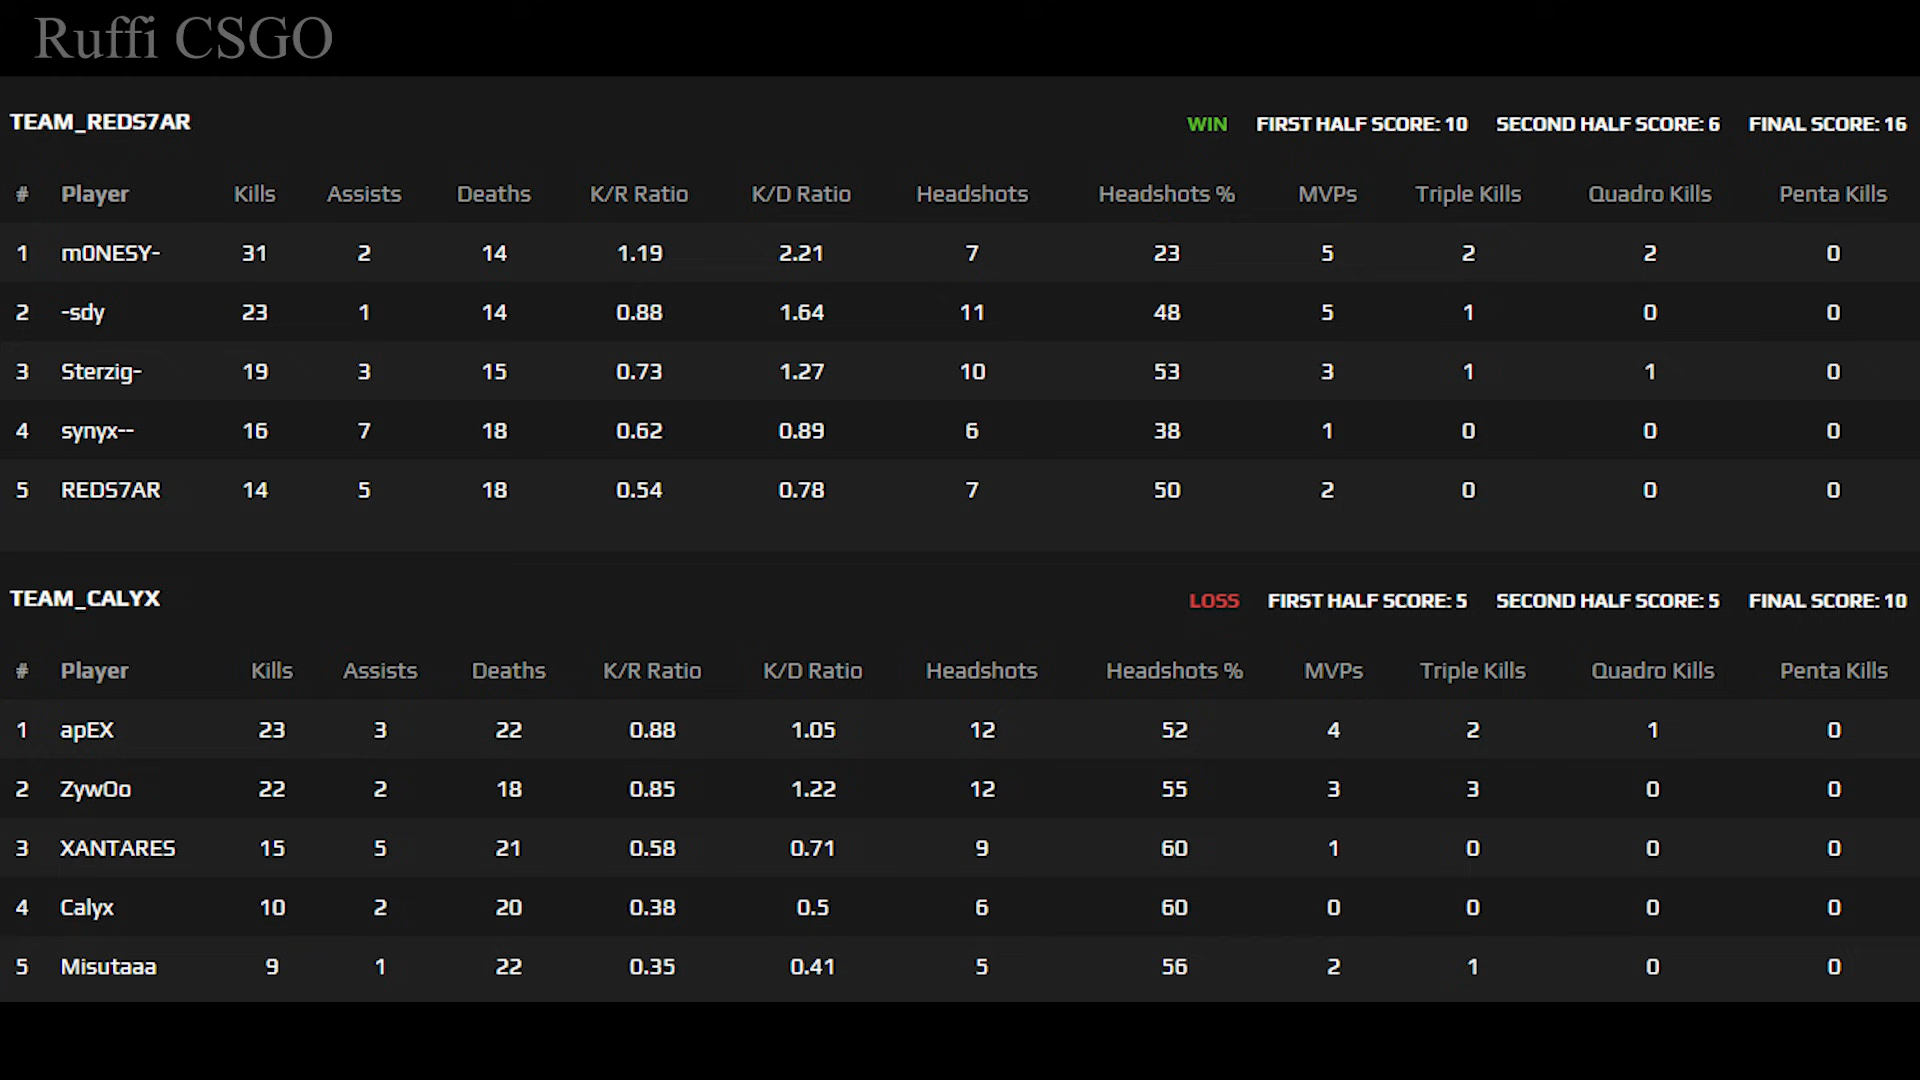 Ruffi CSGO
TEAM_REDS7AR WIN FIRST HALF SCORE: 10 SECOND HALF SCORE: 6 FINAL SCORE: 16
# Player Kills Assists Deaths K/R Ratio K/D Ratio Headshots Headshots % MVPs Triple Kills Quadro Kills Penta Kills
1 m0NESY- 31 2 14 1.19 2.21 7 23 5 2 2 0
2 -sdy 23 1 14 0.88 1.64 11 48 5 1 0 0
3 Sterzig- 19 3 15 0.73 1.27 10 53 3 1 1 0
4 synyx-- 16 7 18 0.62 0.89 6 38 1 0 0 0
5 REDS7AR 14 5 18 0.54 0.78 7 50 2 0 0 0
TEAM_CALYX LOSS FIRST HALF SCORE: 5 SECOND HALF SCORE: 5 FINAL SCORE: 10
# Player Kills Assists Deaths K/R Ratio K/D Ratio Headshots Headshots % MVPs Triple Kills Quadro Kills Penta Kills
1 apEX 23 3 22 0.88 1.05 12 52 4 2 1 0
2 ZywOo 22 2 18 0.85 1.22 12 55 3 3 0 0
3 XANTARES 15 5 21 0.58 0.71 9 60 1 0 0 0
4 Calyx 10 2 20 0.38 0.5 6 60 0 0 0 0
5 Misutaaa 9 1 22 0.35 0.41 5 56 2 1 0 0